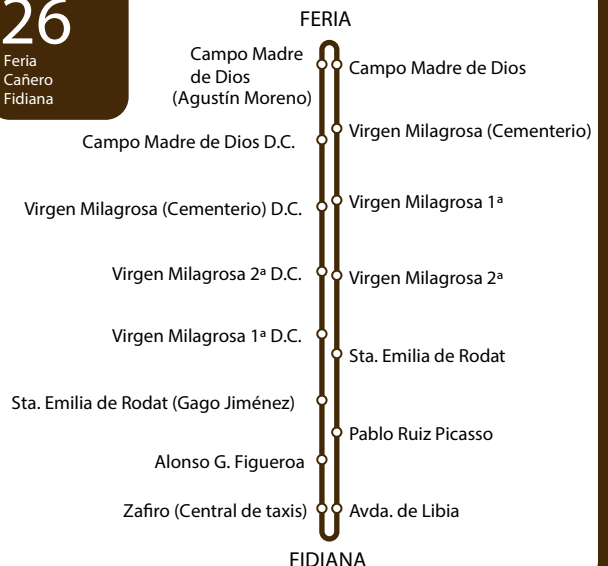 26
Feria
Cañero
Fidiana
FERIA
Campo Madre
de Dios
(Agustín Moreno)
Campo Madre de Dios
Campo Madre de Dios D.C.
Virgen Milagrosa (Cementerio)
Virgen Milagrosa (Cementerio) D.C.
Virgen Milagrosa 1ª
Virgen Milagrosa 2ª D.C.
Virgen Milagrosa 2ª
Virgen Milagrosa 1ª D.C.
Sta. Emilia de Rodat
Sta. Emilia de Rodat (Gago Jiménez)
Pablo Ruiz Picasso
Alonso G. Figueroa
Zafiro (Central de taxis)
Avda. de Libia
FIDIANA